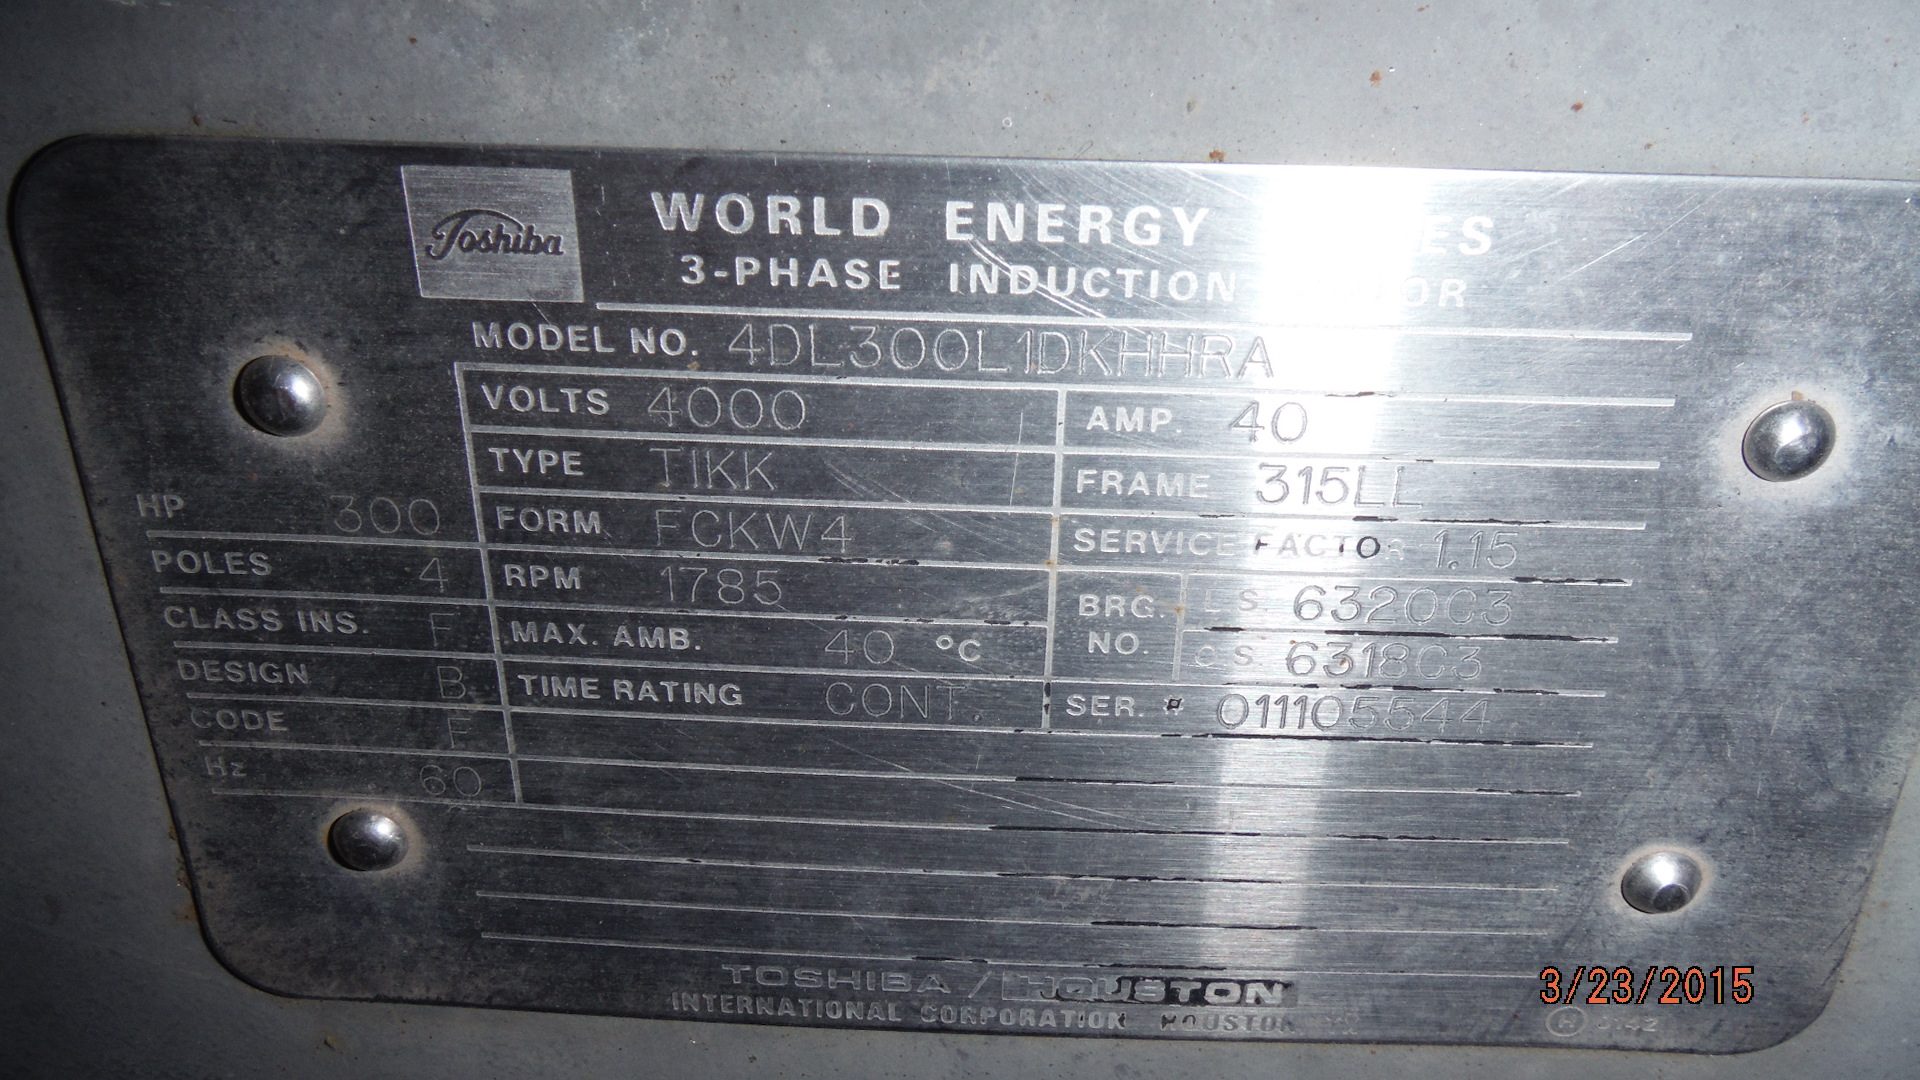 Toshiba
WORLD ENERGY
3-PHASE INDUCTION
MODEL NO. 4DL300L1DKHHRA
VOLTS 4000 AMP. 40
TYPE TIKK FRAME 315LL
HP 300 FORM FCKW4 SERVICE FACTOR 1.15
POLES 4 RPM 1785 BRG. NO. L.S. 6320C3
CLASS INS. F MAX. AMB. 40 °C O.S. 6318C3
DESIGN B TIME RATING CONT. SER. # 011105544
CODE F
Hz 60
TOSHIBA / HOUSTON
INTERNATIONAL CORPORATION HOUSTON
3/23/2015